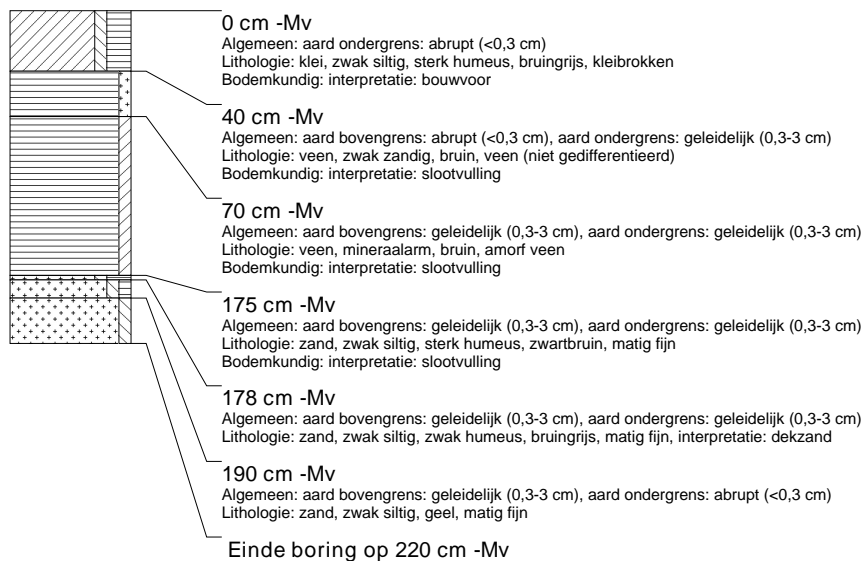 0 cm -Mv
Algemeen: aard ondergrens: abrupt (<0,3 cm)
Lithologie: klei, zwak siltig, sterk humeus, bruingrijs, kleibrokken
Bodemkundig: interpretatie: bouwvoor
40 cm -Mv
Algemeen: aard bovengrens: abrupt (<0,3 cm), aard ondergrens: geleidelijk (0,3-3 cm)
Lithologie: veen, zwak zandig, bruin, veen (niet gedifferentieerd)
Bodemkundig: interpretatie: slootvulling
70 cm -Mv
Algemeen: aard bovengrens: geleidelijk (0,3-3 cm), aard ondergrens: geleidelijk (0,3-3 cm)
Lithologie: veen, mineraalarm, bruin, amorf veen
Bodemkundig: interpretatie: slootvulling
175 cm -Mv
Algemeen: aard bovengrens: geleidelijk (0,3-3 cm), aard ondergrens: geleidelijk (0,3-3 cm)
Lithologie: zand, zwak siltig, sterk humeus, zwartbruin, matig fijn
Bodemkundig: interpretatie: slootvulling
178 cm -Mv
Algemeen: aard bovengrens: geleidelijk (0,3-3 cm), aard ondergrens: geleidelijk (0,3-3 cm)
Lithologie: zand, zwak siltig, zwak humeus, bruingrijs, matig fijn, interpretatie: dekzand
190 cm -Mv
Algemeen: aard bovengrens: geleidelijk (0,3-3 cm), aard ondergrens: abrupt (<0,3 cm)
Lithologie: zand, zwak siltig, geel, matig fijn
Einde boring op 220 cm -Mv